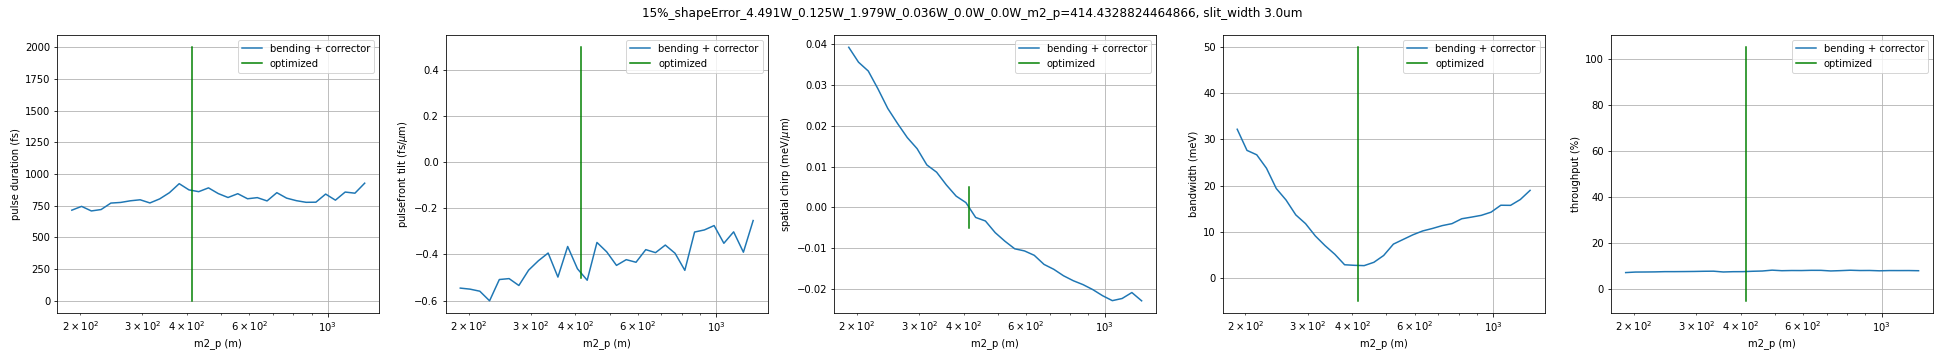 15%_shapeError_4.491W_0.125W_1.979W_0.036W_0.0W_0.0W_m2_p=414.4328824464866, slit_width 3.0um
pulse duration (fs)
2000
1750
1500
1250
1000
750
500
250
0
bending + corrector
optimized
2 × 10²
3 × 10²
4 × 10²
6 × 10²
10³
m2_p (m)
pulsefront tilt (fs/μm)
0.4
0.2
0.0
−0.2
−0.4
−0.6
bending + corrector
optimized
2 × 10²
3 × 10²
4 × 10²
6 × 10²
10³
m2_p (m)
spatial chirp (meV/μm)
0.04
0.03
0.02
0.01
0.00
−0.01
−0.02
bending + corrector
optimized
2 × 10²
3 × 10²
4 × 10²
6 × 10²
10³
m2_p (m)
bandwidth (meV)
50
40
30
20
10
0
bending + corrector
optimized
2 × 10²
3 × 10²
4 × 10²
6 × 10²
10³
m2_p (m)
throughput (%)
100
80
60
40
20
0
bending + corrector
optimized
2 × 10²
3 × 10²
4 × 10²
6 × 10²
10³
m2_p (m)